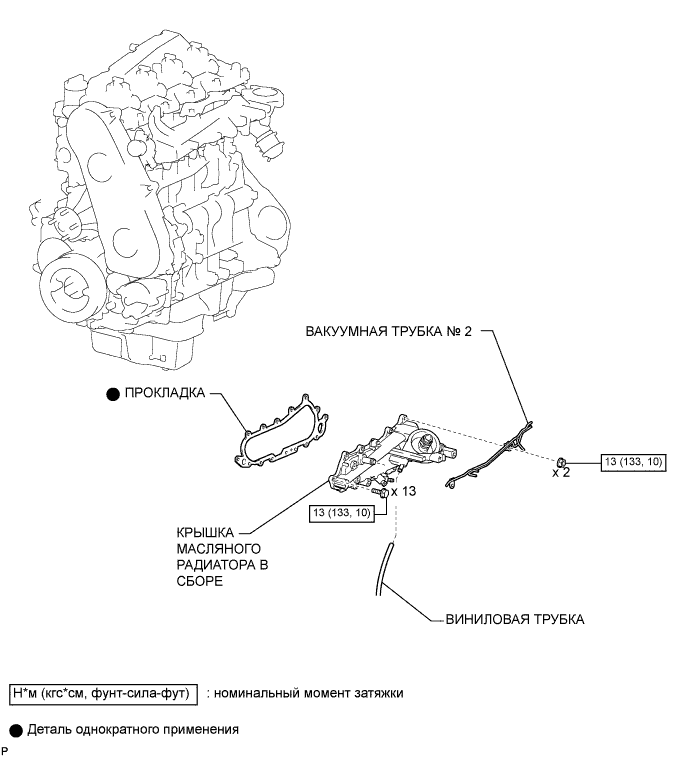 ВАКУУМНАЯ ТРУБКА № 2
● ПРОКЛАДКА
13 (133, 10)
x 2
x 13
13 (133, 10)
КРЫШКА
МАСЛЯНОГО
РАДИАТОРА В
СБОРЕ
ВИНИЛОВАЯ ТРУБКА
Н*м (кгс*см, фунт-сила-фут) : номинальный момент затяжки
● Деталь однократного применения
P